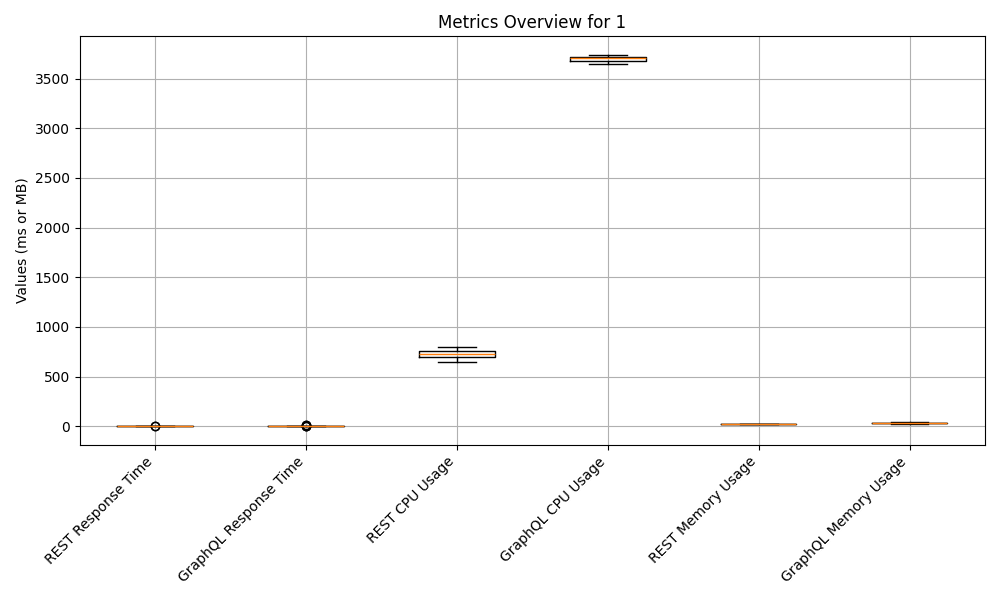 Metrics Overview for 1
Values (ms or MB)
3500
3000
2500
2000
1500
1000
500
0
REST Response Time
GraphQL Response Time
REST CPU Usage
GraphQL CPU Usage
REST Memory Usage
GraphQL Memory Usage